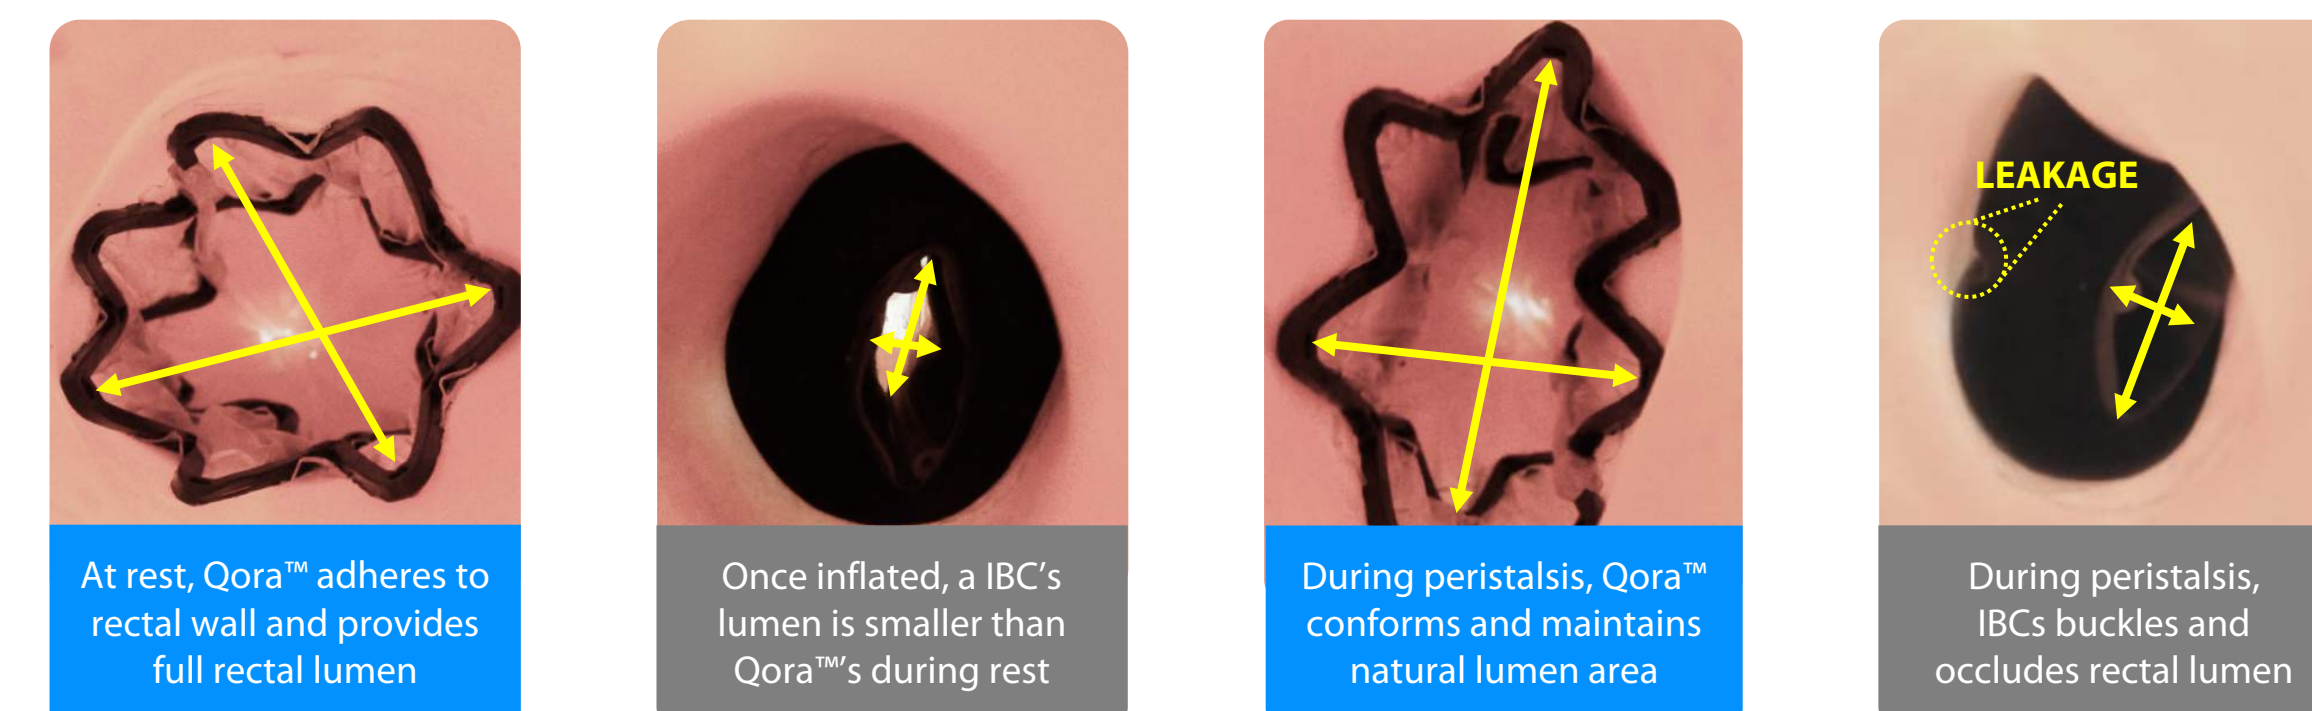 LEAKAGE
At rest, Qora™ adheres to
rectal wall and provides
full rectal lumen
Once inflated, a IBC's
lumen is smaller than
Qora™'s during rest
During peristalsis, Qora™
conforms and maintains
natural lumen area
During peristalsis,
IBCs buckles and
occludes rectal lumen